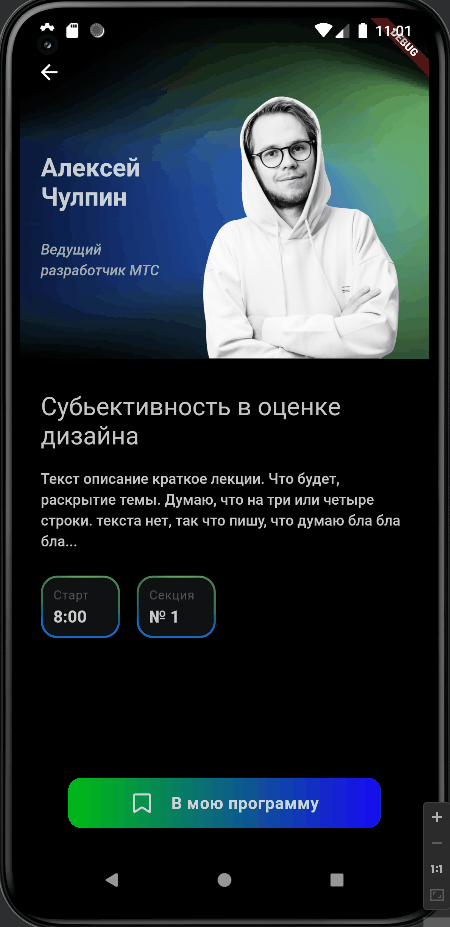 11:01
DEBUG
Алексей
Чулпин
Ведущий
разработчик МТС
Субьективность в оценке
дизайна
Текст описание краткое лекции. Что будет,
раскрытие темы. Думаю, что на три или четыре
строки. текста нет, так что пишу, что думаю бла бла
бла...
Старт
8:00
Секция
№ 1
В мою программу
1:1